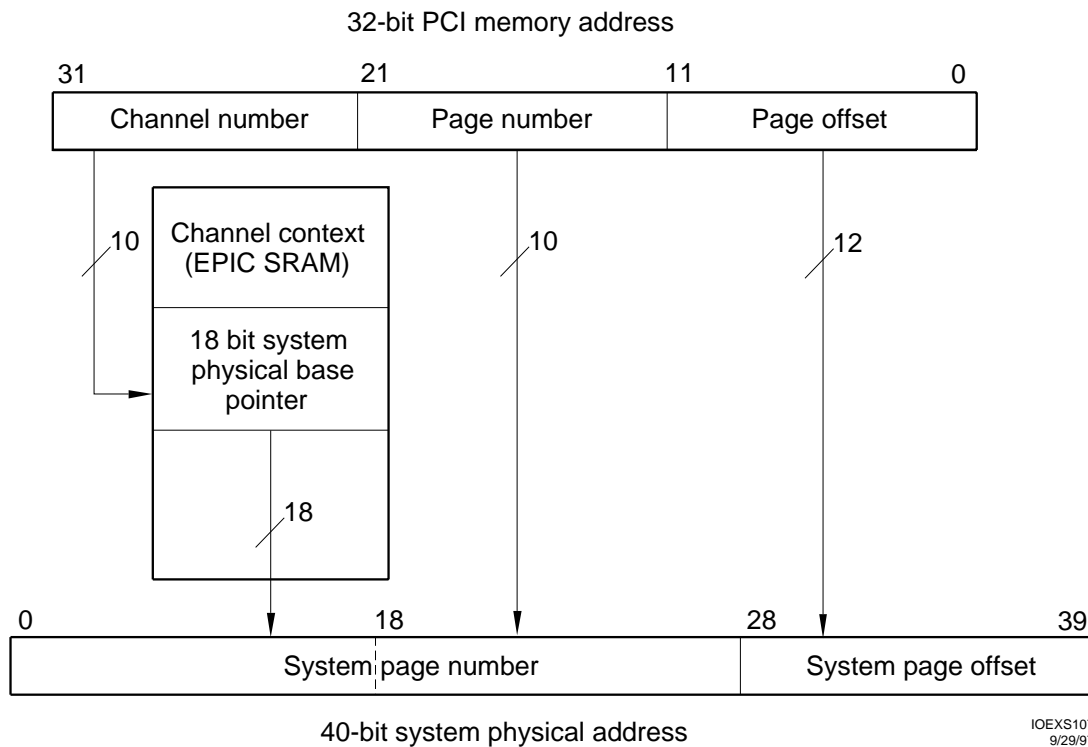 32-bit PCI memory address
31 21 11 0
Channel number Page number Page offset
10 10 12
Channel context
(EPIC SRAM)
18 bit system
physical base
pointer
18
0 18 28 39
System page number System page offset
40-bit system physical address